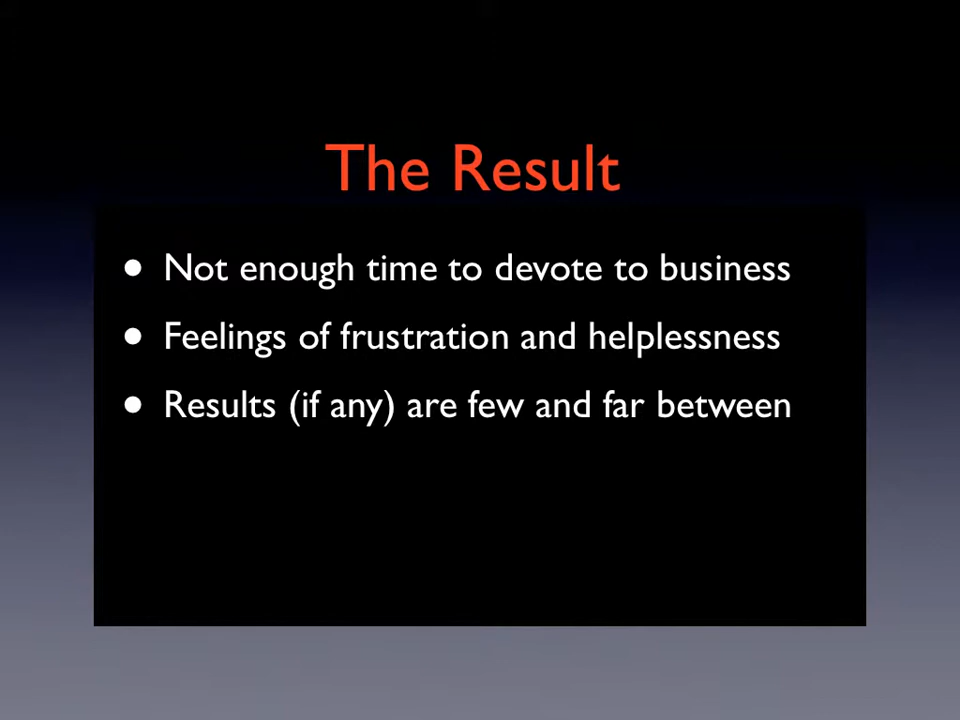 The Result
• Not enough time to devote to business
• Feelings of frustration and helplessness
• Results (if any) are few and far between